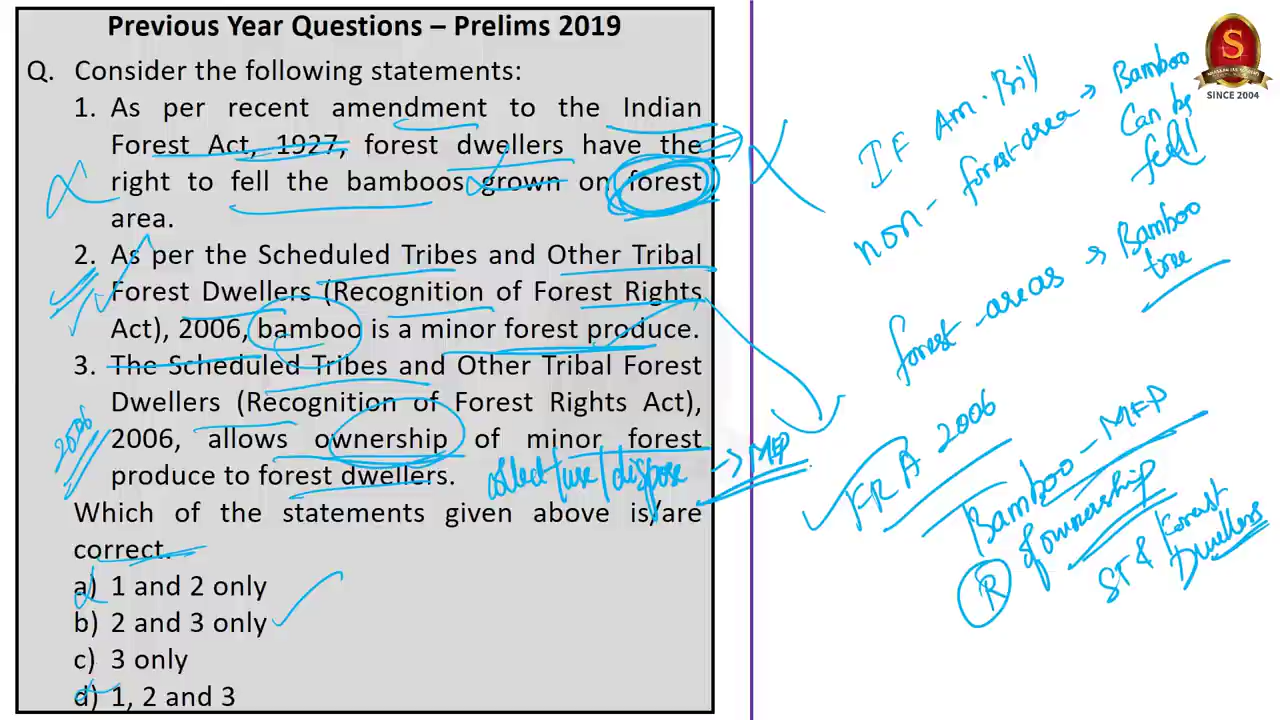 Previous Year Questions – Prelims 2019
Q. Consider the following statements:
1. As per recent amendment to the Indian
Forest Act, 1927, forest dwellers have the
right to fell the bamboos grown on forest
area.
2. As per the Scheduled Tribes and Other Tribal
Forest Dwellers (Recognition of Forest Rights
Act), 2006, bamboo is a minor forest produce.
3. The Scheduled Tribes and Other Tribal Forest
Dwellers (Recognition of Forest Rights Act),
2006, allows ownership of minor forest
produce to forest dwellers.
Which of the statements given above is/are
correct.
a) 1 and 2 only
b) 2 and 3 only
c) 3 only
d) 1, 2 and 3
2006
collect/use/dispose → MFP
IF Am. Bill
non - forest area → Bamboo
Can be
fell
forest areas → Bamboo
tree
FRA 2006
Bamboo - MFP
R of ownership
ST & Forest
Dwellers
S
SINCE 2004